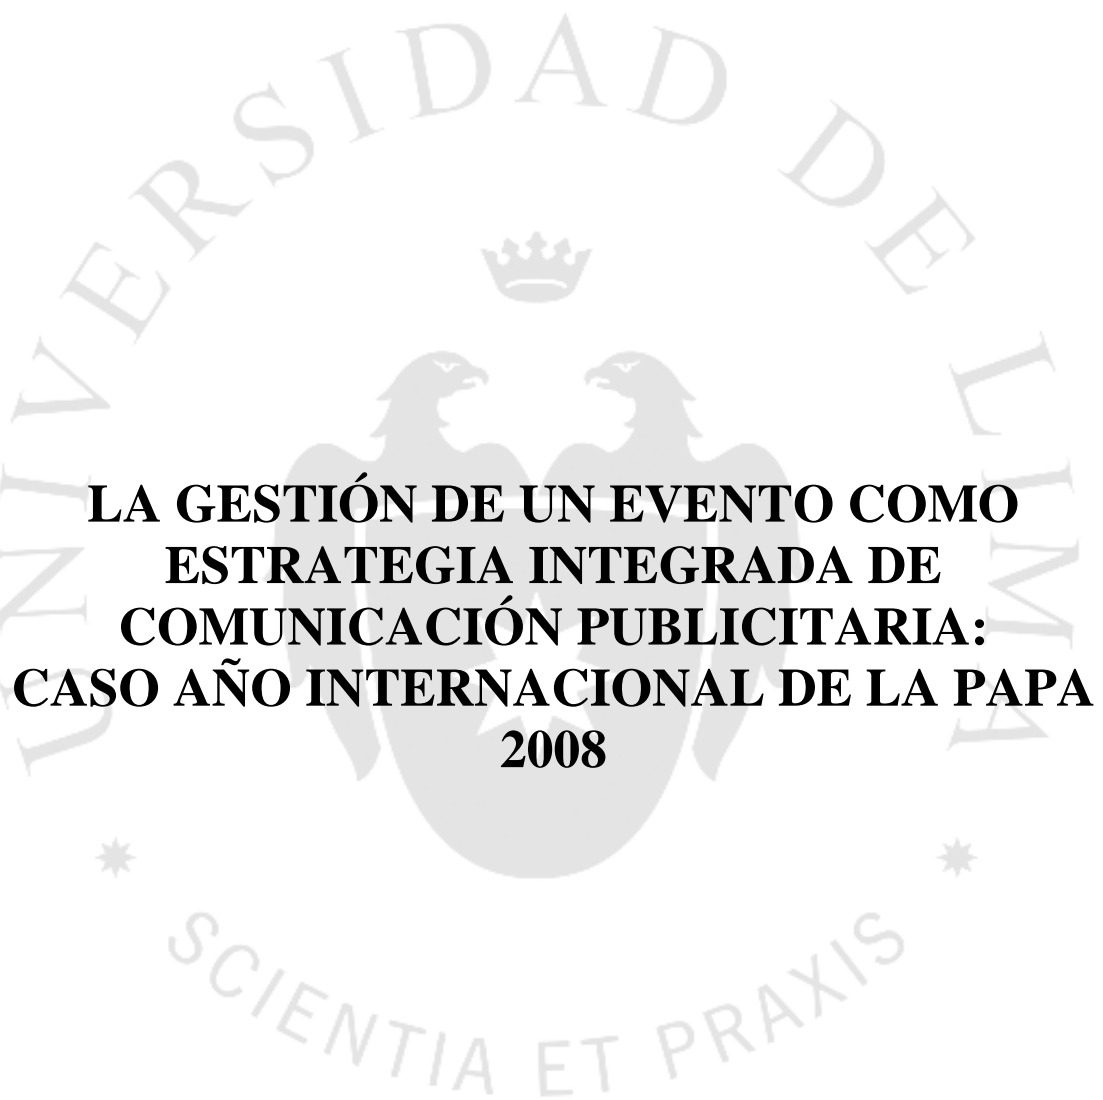 UNIVERSIDAD DE LIMA
LA GESTIÓN DE UN EVENTO COMO
ESTRATEGIA INTEGRADA DE
COMUNICACIÓN PUBLICITARIA:
CASO AÑO INTERNACIONAL DE LA PAPA
2008
SCIENTIA ET PRAXIS